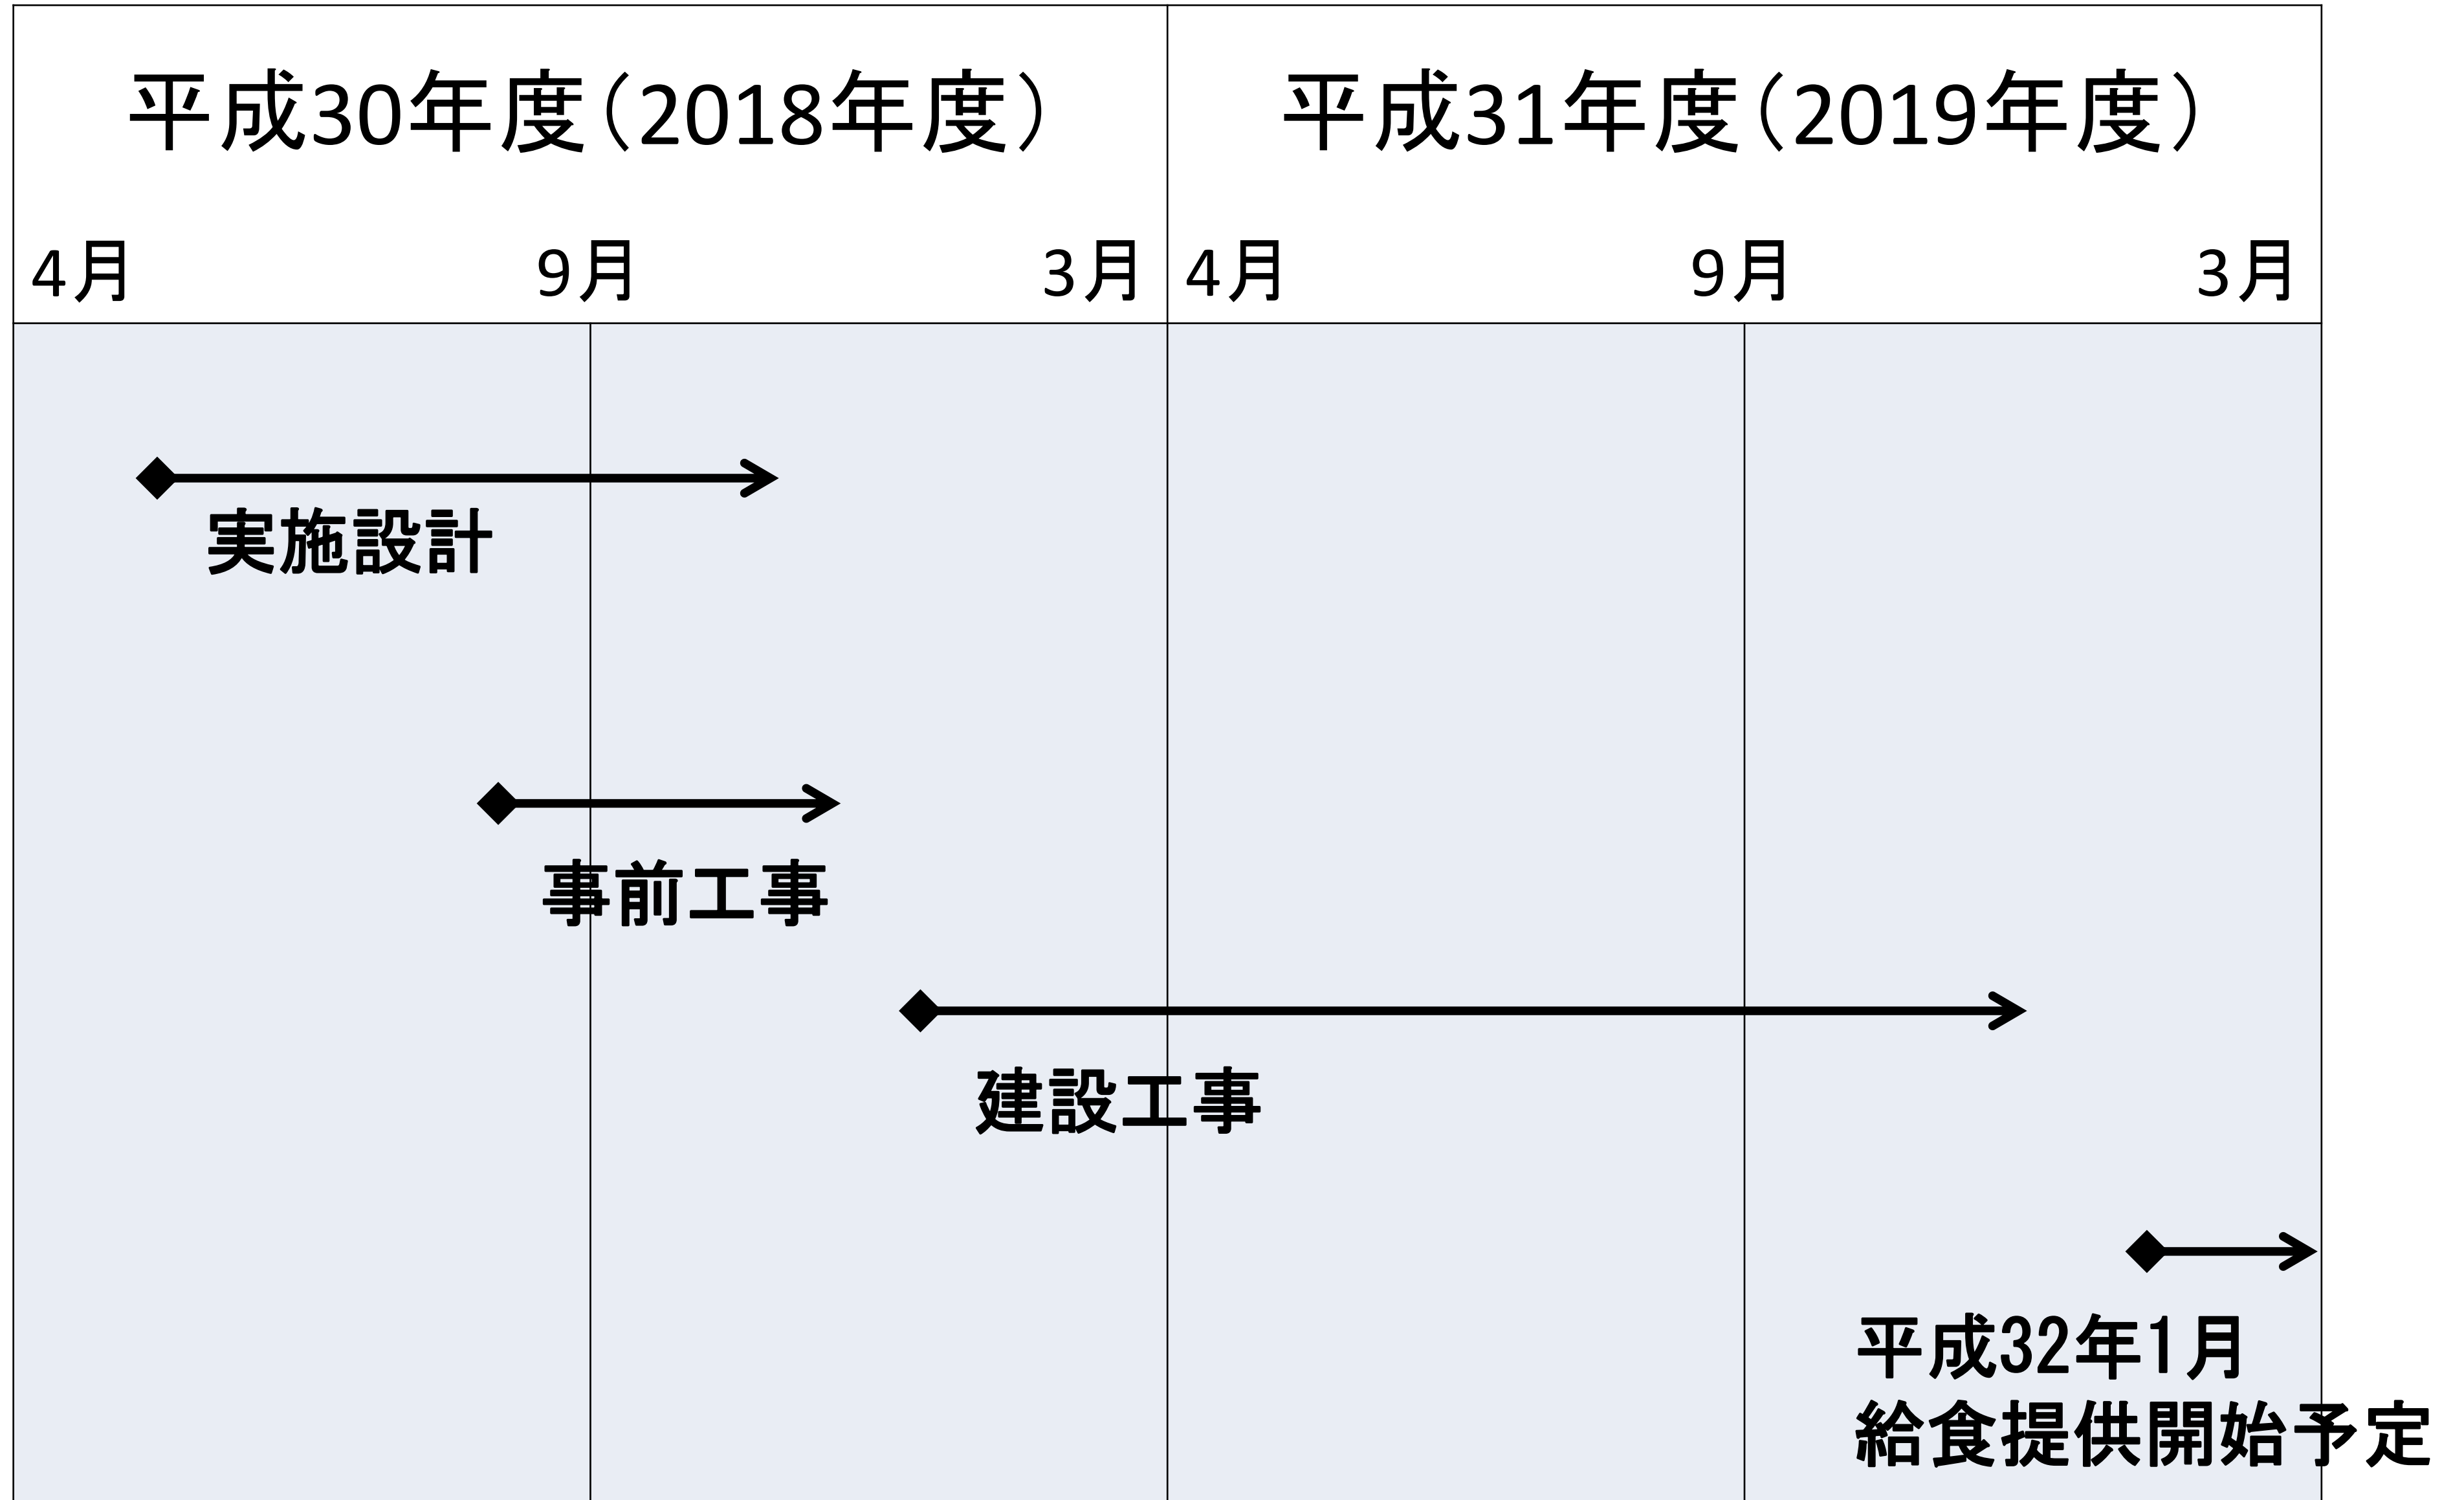 平成30年度（2018年度）
平成31年度（2019年度）
4月 9月 3月
4月 9月 3月
実施設計
事前工事
建設工事
平成32年1月
給食提供開始予定